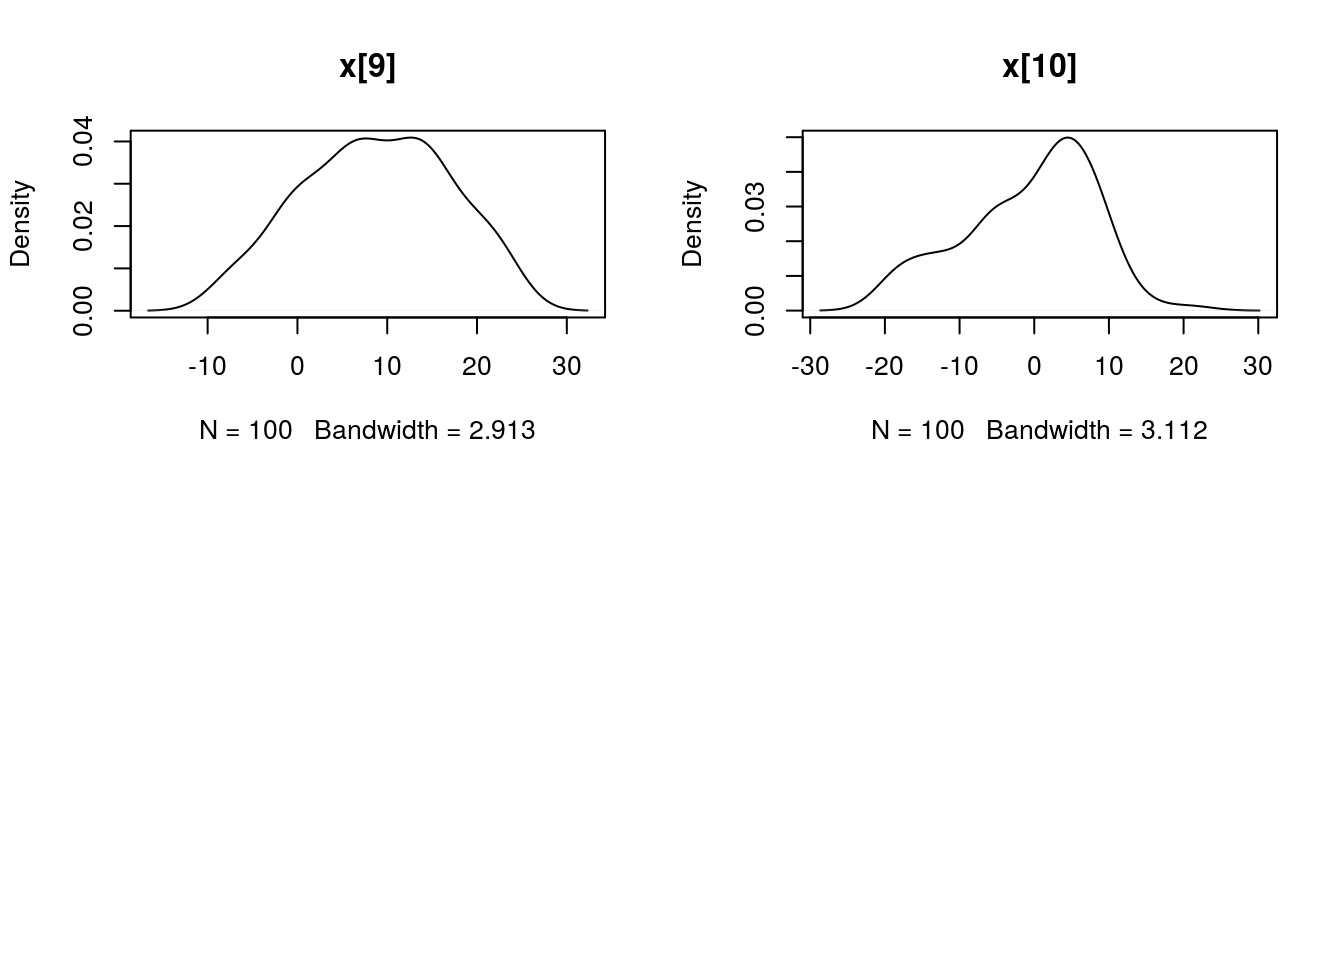 x[9]
Density
0.00 0.02 0.04
-10 0 10 20 30
N = 100 Bandwidth = 2.913
x[10]
Density
0.00 0.03
-30 -20 -10 0 10 20 30
N = 100 Bandwidth = 3.112